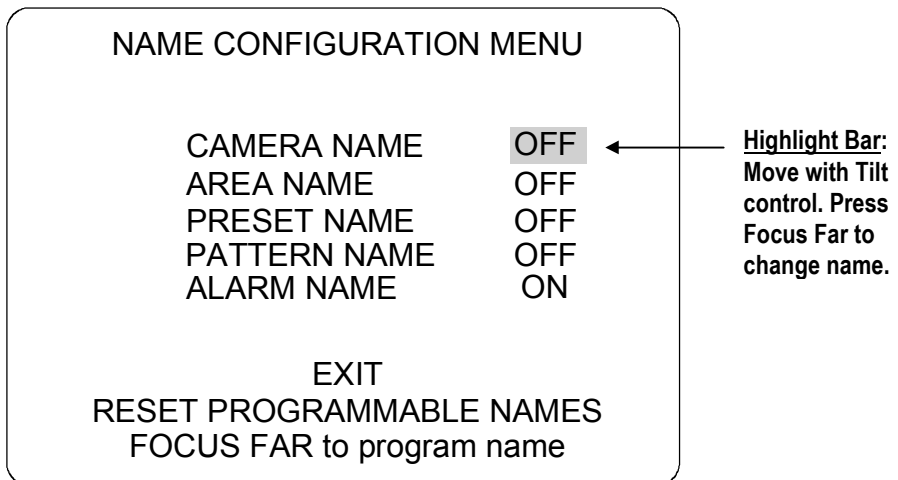 NAME CONFIGURATION MENU
CAMERA NAME OFF
AREA NAME OFF
PRESET NAME OFF
PATTERN NAME OFF
ALARM NAME ON
EXIT
RESET PROGRAMMABLE NAMES
FOCUS FAR to program name
Highlight Bar:
Move with Tilt
control. Press
Focus Far to
change name.